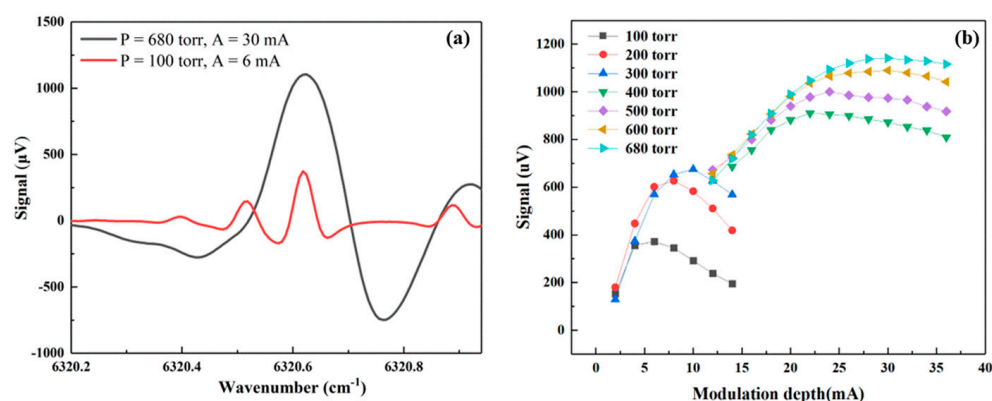 (a)
P = 680 torr, A = 30 mA
P = 100 torr, A = 6 mA
1500
1000
500
0
-500
-1000
Signal (µV)
6320.2
6320.4
6320.6
6320.8
Wavenumber (cm⁻¹)
(b)
100 torr
200 torr
300 torr
400 torr
500 torr
600 torr
680 torr
1200
1000
800
600
400
200
0
Signal (uV)
0
5
10
15
20
25
30
35
40
Modulation depth(mA)